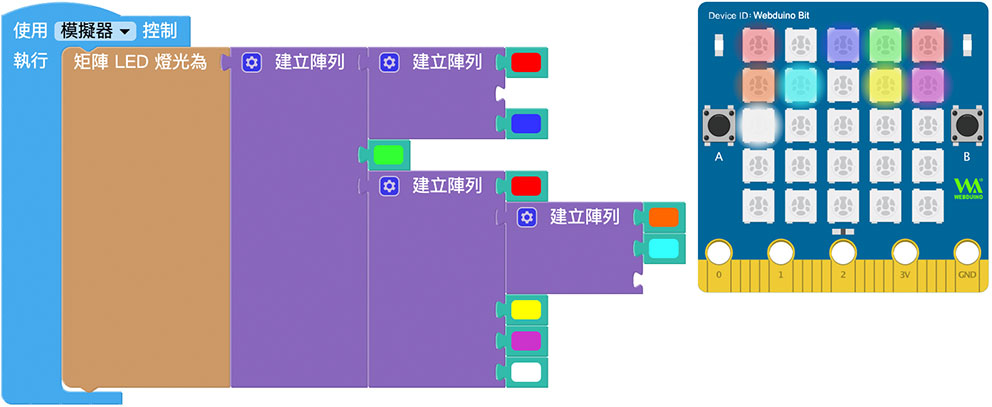 使用 模擬器 控制
執行 矩陣 LED 燈光為 建立陣列 建立陣列
建立陣列
建立陣列
Device ID: Webduino Bit
A B
WEBDUINO
0 1 2 3V GND